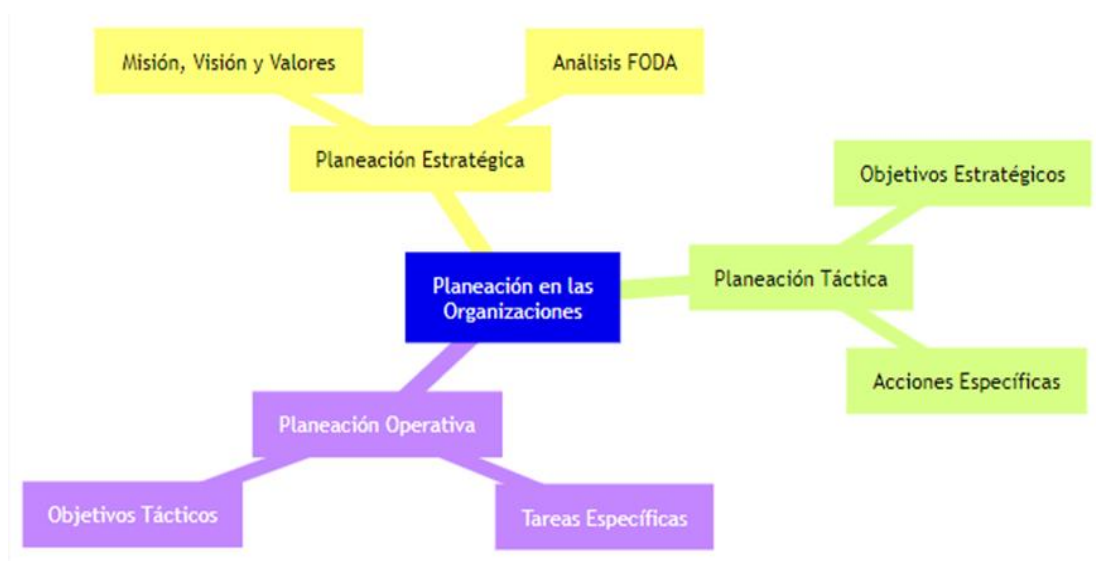 Misión, Visión y Valores
Análisis FODA
Planeación Estratégica
Objetivos Estratégicos
Planeación en las
Organizaciones
Planeación Táctica
Acciones Específicas
Planeación Operativa
Objetivos Tácticos
Tareas Específicas